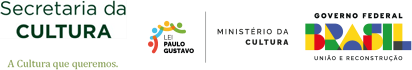 Secretaria da
CULTURA
A Cultura que queremos.
LEI
PAULO
GUSTAVO
MINISTÉRIO DA
CULTURA
GOVERNO FEDERAL
BRASIL
UNIÃO E RECONSTRUÇÃO